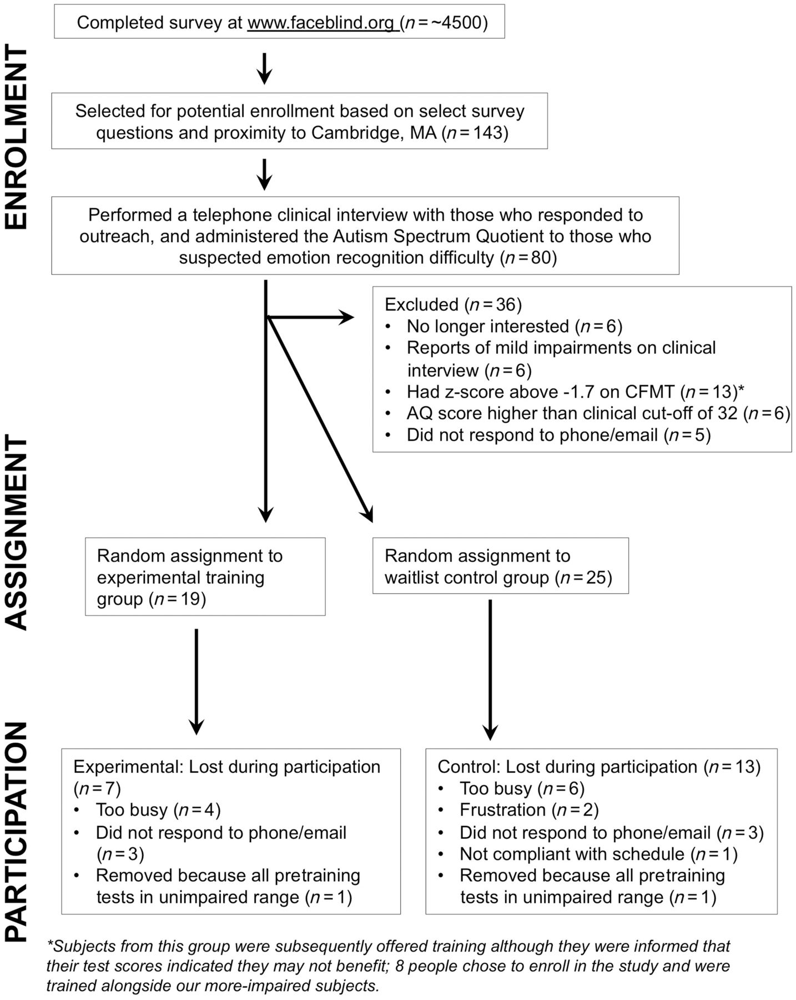 ENROLMENT
Completed survey at www.faceblind.org (n = ~4500)
Selected for potential enrollment based on select survey
questions and proximity to Cambridge, MA (n = 143)
Performed a telephone clinical interview with those who responded to
outreach, and administered the Autism Spectrum Quotient to those who
suspected emotion recognition difficulty (n = 80)
Excluded (n = 36)
• No longer interested (n = 6)
• Reports of mild impairments on clinical
interview (n = 6)
• Had z-score above -1.7 on CFMT (n = 13)*
• AQ score higher than clinical cut-off of 32 (n = 6)
• Did not respond to phone/email (n = 5)
ASSIGNMENT
Random assignment to
experimental training
group (n = 19)
Random assignment to
waitlist control group (n = 25)
PARTICIPATION
Experimental: Lost during participation
(n = 7)
• Too busy (n = 4)
• Did not respond to phone/email
(n = 3)
• Removed because all pretraining
tests in unimpaired range (n = 1)
Control: Lost during participation (n = 13)
• Too busy (n = 6)
• Frustration (n = 2)
• Did not respond to phone/email (n = 3)
• Not compliant with schedule (n = 1)
• Removed because all pretraining
tests in unimpaired range (n = 1)
*Subjects from this group were subsequently offered training although they were informed that
their test scores indicated they may not benefit; 8 people chose to enroll in the study and were
trained alongside our more-impaired subjects.